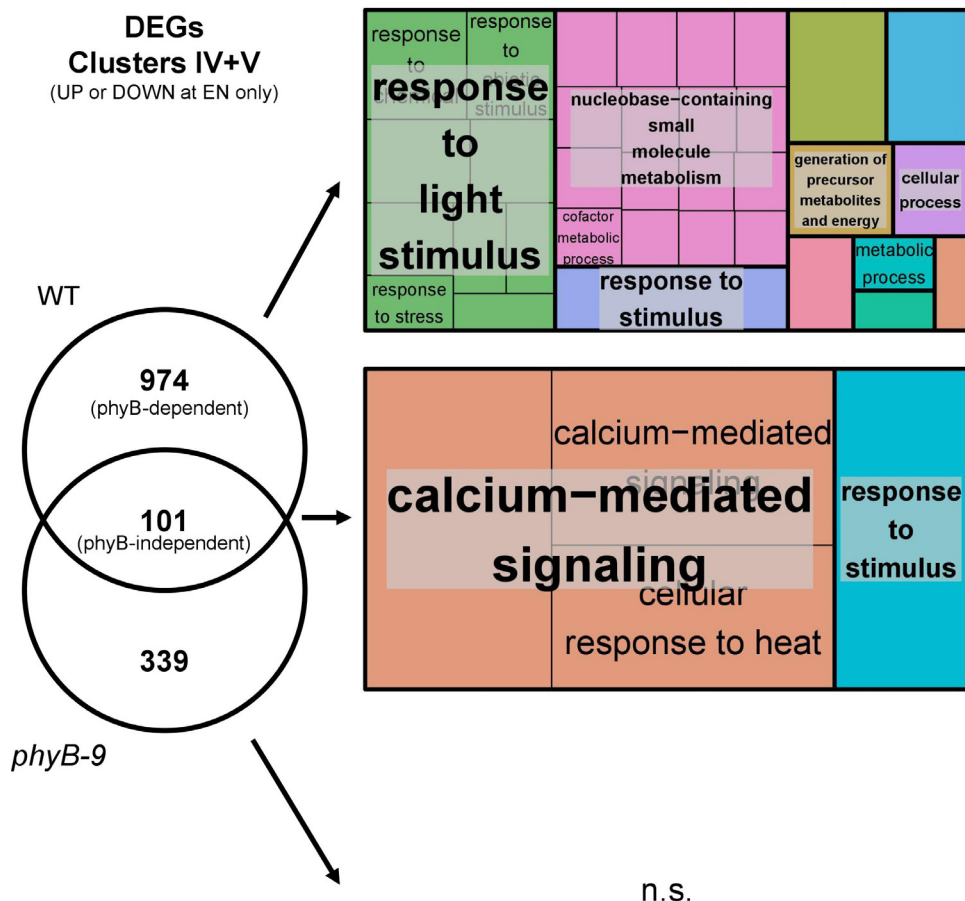 DEGs
Clusters IV+V
(UP or DOWN at EN only)
WT
974
(phyB-dependent)
101
(phyB-independent)
339
phyB-9
response
to
chemical
response
to
abiotic
stimulus
response
to
light
stimulus
response
to stress
nucleobase-containing
small
molecule
metabolism
cofactor
metabolic
process
response to
stimulus
generation of
precursor
metabolites
and energy
cellular
process
metabolic
process
calcium-mediated
signaling
calcium-mediated
signaling
cellular
response to heat
response
to
stimulus
n.s.